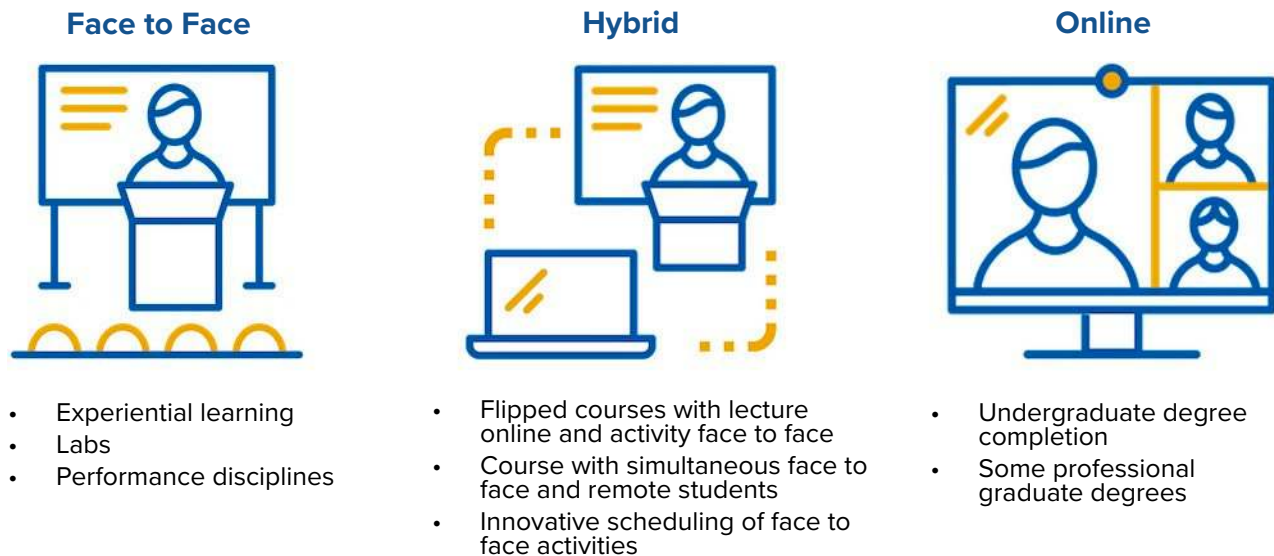 Face to Face
• Experiential learning
• Labs
• Performance disciplines
Hybrid
• Flipped courses with lecture
online and activity face to face
• Course with simultaneous face to
face and remote students
• Innovative scheduling of face to
face activities
Online
• Undergraduate degree
completion
• Some professional
graduate degrees